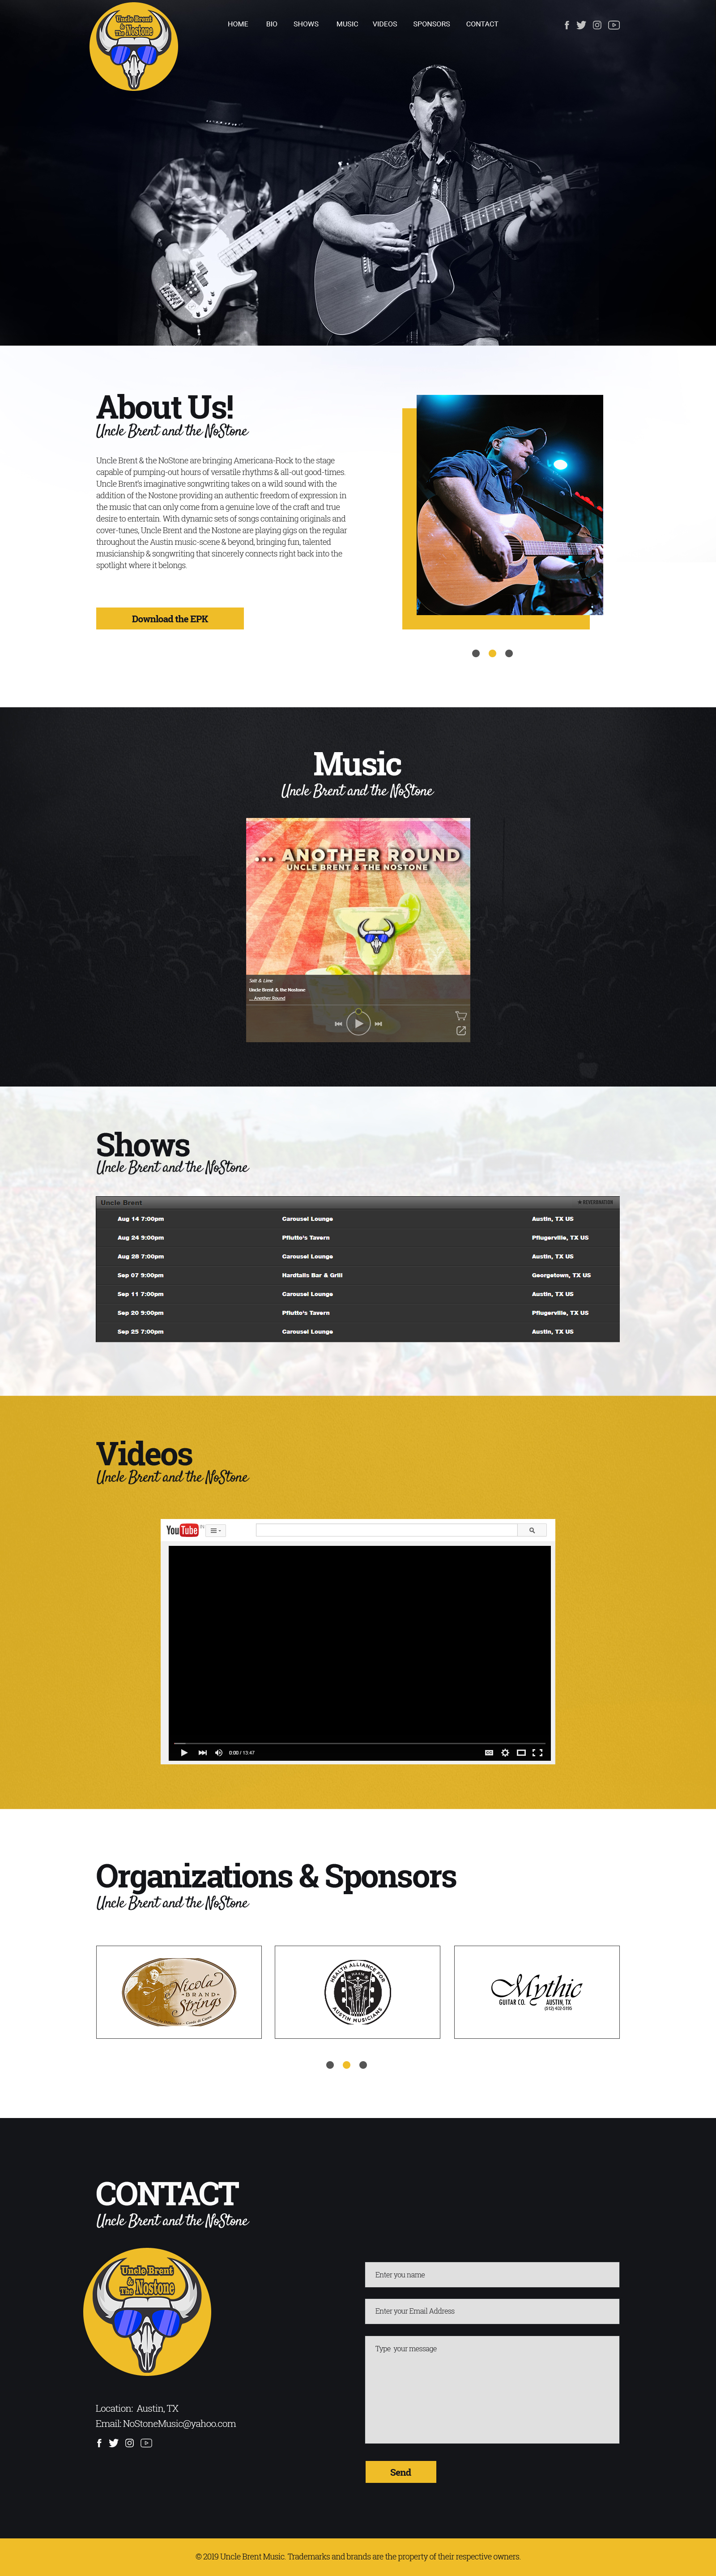 Uncle Brent
& The Nostone
HOME BIO SHOWS MUSIC VIDEOS SPONSORS CONTACT
About Us!
Uncle Brent and the NoStone
Uncle Brent & the NoStone are bringing Americana-Rock to the stage
capable of pumping-out hours of versatile rhythms & all-out good-times.
Uncle Brent's imaginative songwriting takes on a wild sound with the
addition of the Nostone providing an authentic freedom of expression in
the music that can only come from a genuine love of the craft and true
desire to entertain. With dynamic sets of songs containing originals and
cover-tunes, Uncle Brent and the Nostone are playing gigs on the regular
throughout the Austin music-scene & beyond, bringing fun, talented
musicianship & songwriting that sincerely connects right back into the
spotlight where it belongs.
Download the EPK
Music
Uncle Brent and the NoStone
... ANOTHER ROUND
UNCLE BRENT & THE NOSTONE
Salt & Lime
Uncle Brent & the Nostone
... Another Round
Shows
Uncle Brent and the NoStone
Uncle Brent REVERBNATION
Aug 14 7:00pm Carousel Lounge Austin, TX US
Aug 24 9:00pm Pflutto's Tavern Pflugerville, TX US
Aug 28 7:00pm Carousel Lounge Austin, TX US
Sep 07 9:00pm Hardtails Bar & Grill Georgetown, TX US
Sep 11 7:00pm Carousel Lounge Austin, TX US
Sep 20 9:00pm Pflutto's Tavern Pflugerville, TX US
Sep 25 7:00pm Carousel Lounge Austin, TX US
Videos
Uncle Brent and the NoStone
YouTube
0:00 / 13:47
Organizations & Sponsors
Uncle Brent and the NoStone
Nicola
BRAND
Strings
HEALTH ALLIANCE FOR
AUSTIN MUSICIANS
Mythic
GUITAR CO. AUSTIN, TX
CONTACT
Uncle Brent and the NoStone
Uncle Brent
&
The Nostone
Enter you name
Enter your Email Address
Type your message
Location: Austin, TX
Email: NoStoneMusic@yahoo.com
Send
© 2019 Uncle Brent Music. Trademarks and brands are the property of their respective owners.